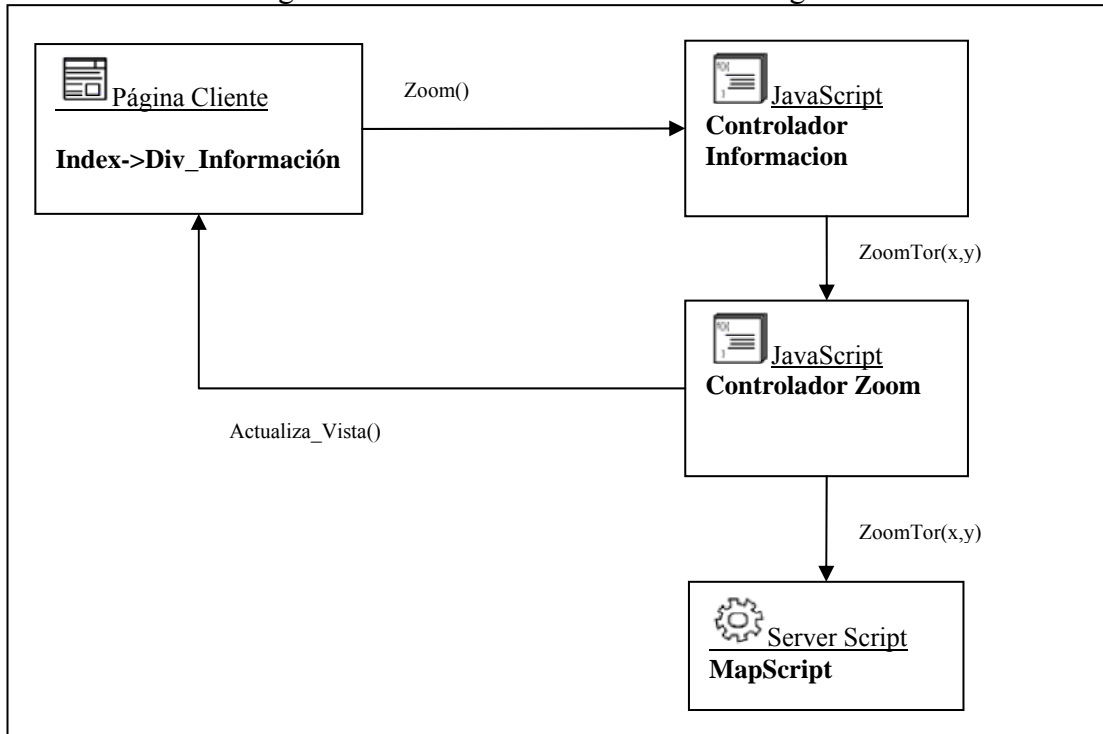 Página Cliente
Index->Div_Información
Zoom()
JavaScript
Controlador
Informacion
ZoomTor(x,y)
JavaScript
Controlador Zoom
Actualiza_Vista()
ZoomTor(x,y)
Server Script
MapScript